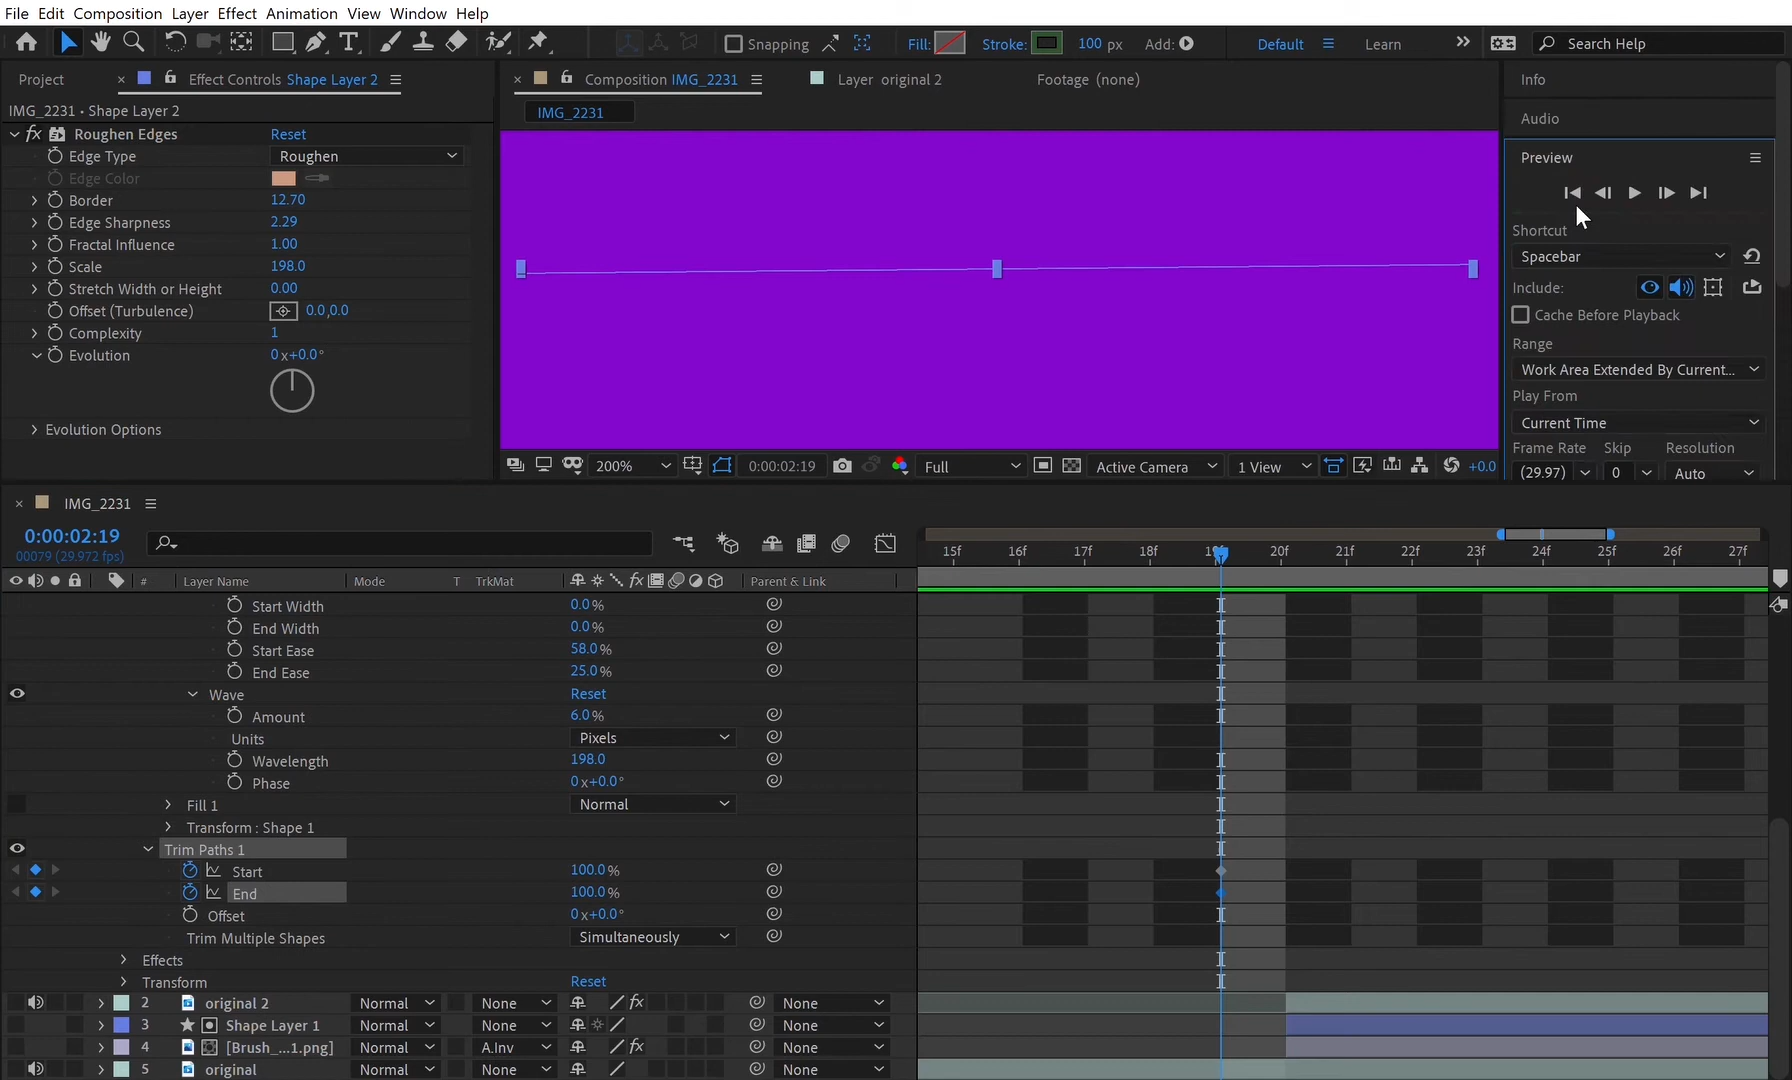 File Edit Composition Layer Effect Animation View Window Help
Snapping Fill: Stroke: 100 px Add: Default Learn Search Help
Project Effect Controls Shape Layer 2 Composition IMG_2231 Layer original 2 Footage (none) Info
IMG_2231 • Shape Layer 2 IMG_2231 Audio
fx Roughen Edges Reset
Edge Type Roughen
Edge Color
Border 12.70
Edge Sharpness 2.29
Fractal Influence 1.00
Scale 198.0
Stretch Width or Height 0.00
Offset (Turbulence) 0.0,0.0
Complexity 1
Evolution 0x+0.0°
Evolution Options
200% 0:00:02:19 Full Active Camera 1 View +0.0
Preview
Shortcut
Spacebar
Include:
Cache Before Playback
Range
Work Area Extended By Current...
Play From
Current Time
Frame Rate Skip Resolution
(29.97) 0 Auto
IMG_2231
0:00:02:19
00079 (29.972 fps)
15f 16f 17f 18f 19f 20f 21f 22f 23f 24f 25f 26f 27f
# Layer Name Mode T TrkMat fx Parent & Link
Start Width 0.0%
End Width 0.0%
Start Ease 58.0%
End Ease 25.0%
Wave Reset
Amount 6.0%
Units Pixels
Wavelength 198.0
Phase 0x+0.0°
Fill 1 Normal
Transform : Shape 1
Trim Paths 1
Start 100.0%
End 100.0%
Offset 0x+0.0°
Trim Multiple Shapes Simultaneously
Effects
Transform Reset
2 original 2 Normal None fx None
3 Shape Layer 1 Normal None None
4 [Brush_...1.png] Normal A.Inv fx None
5 original Normal None None